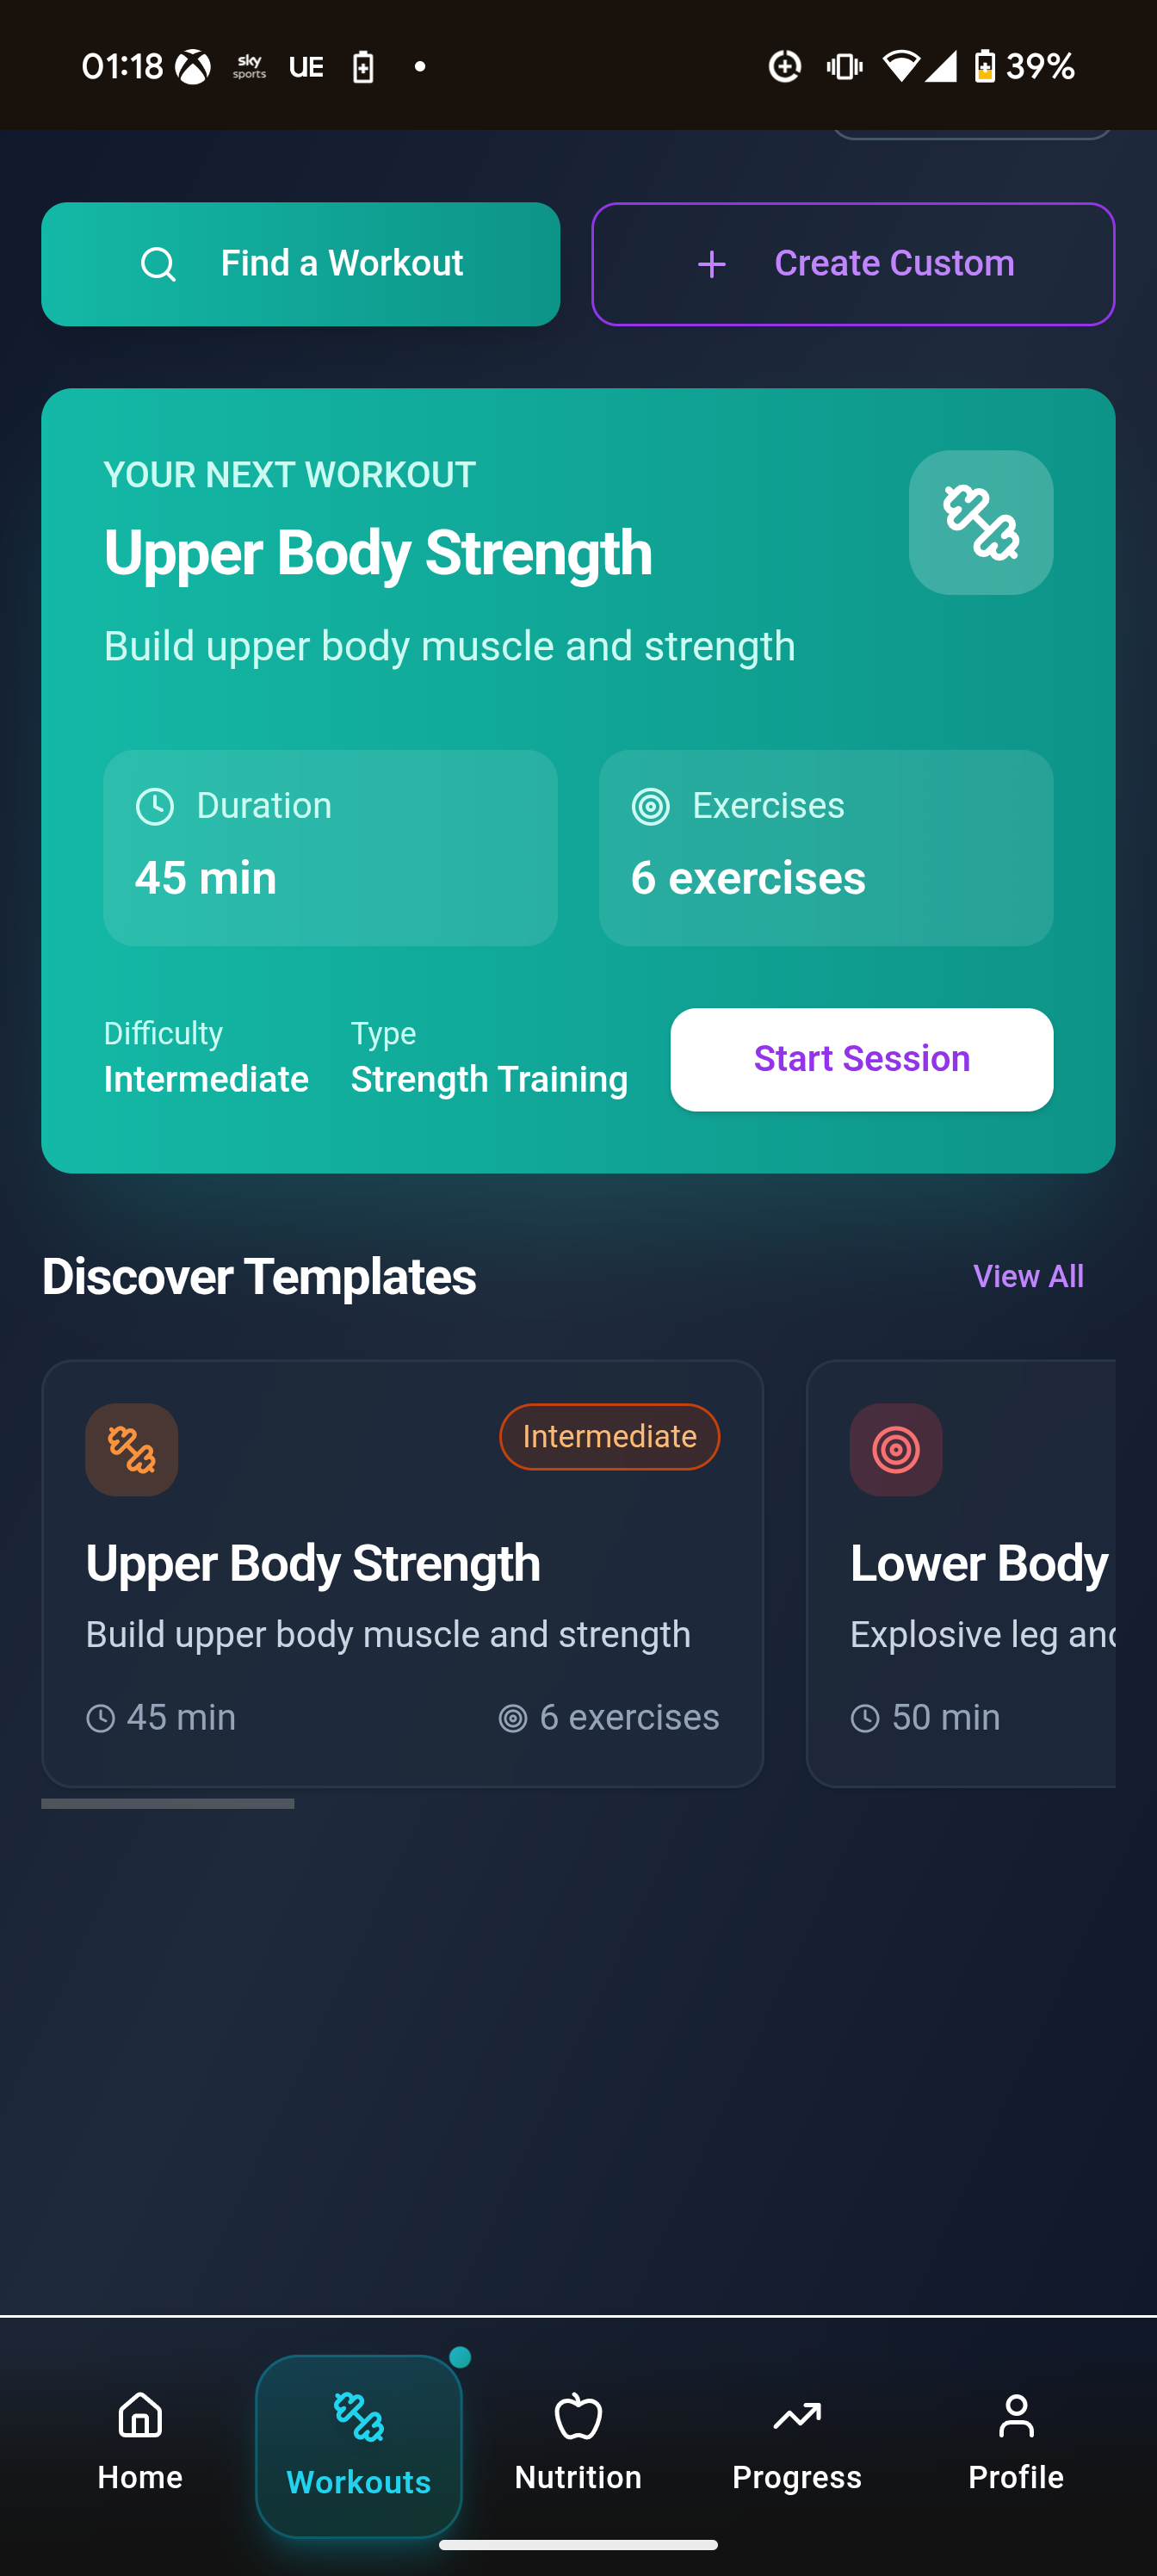 01:18 sky sports UE 39%
Find a Workout
Create Custom
YOUR NEXT WORKOUT
Upper Body Strength
Build upper body muscle and strength
Duration
45 min
Exercises
6 exercises
Difficulty
Intermediate
Type
Strength Training
Start Session
Discover Templates
View All
Intermediate
Upper Body Strength
Build upper body muscle and strength
45 min
6 exercises
Lower Body
Explosive leg and
50 min
Home
Workouts
Nutrition
Progress
Profile